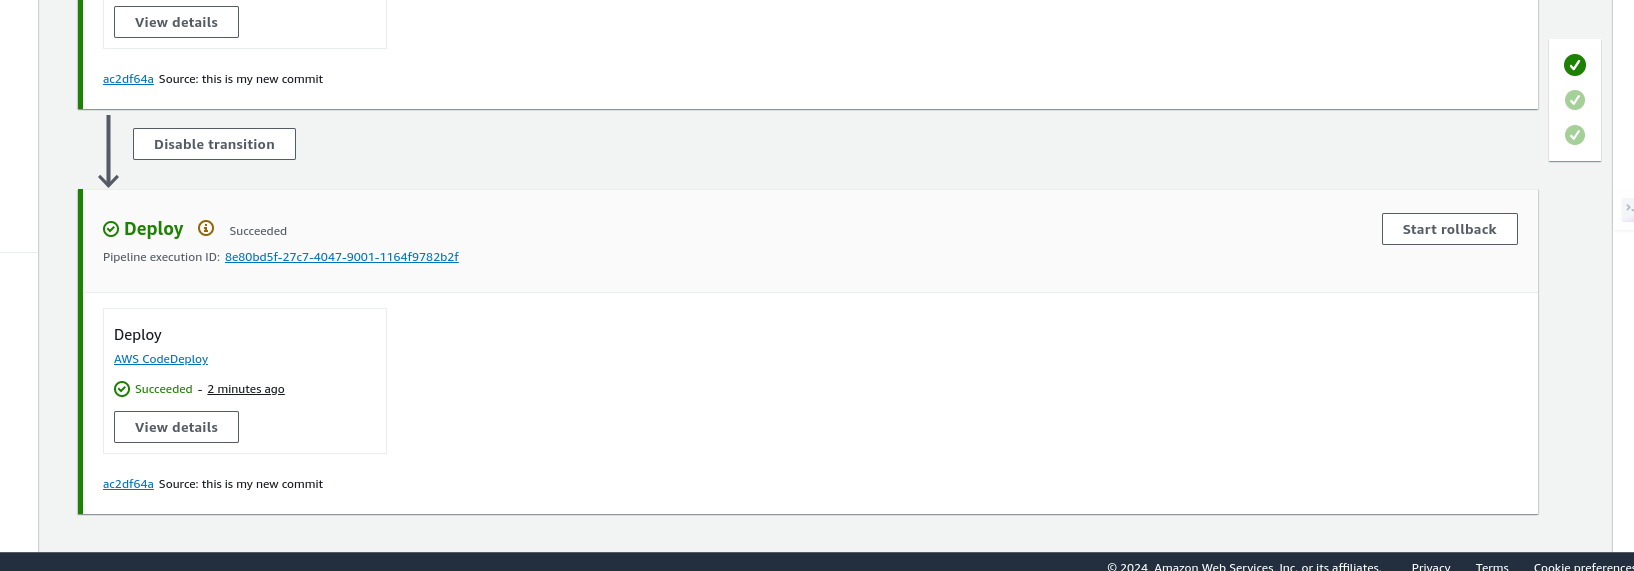 View details
ac2df64a Source: this is my new commit
Disable transition
Deploy Succeeded
Start rollback
Pipeline execution ID: 8e80bd5f-27c7-4047-9001-1164f9782b2f
Deploy
AWS CodeDeploy
Succeeded - 2 minutes ago
View details
ac2df64a Source: this is my new commit
© 2024, Amazon Web Services, Inc. or its affiliates. Privacy Terms Cookie preferences